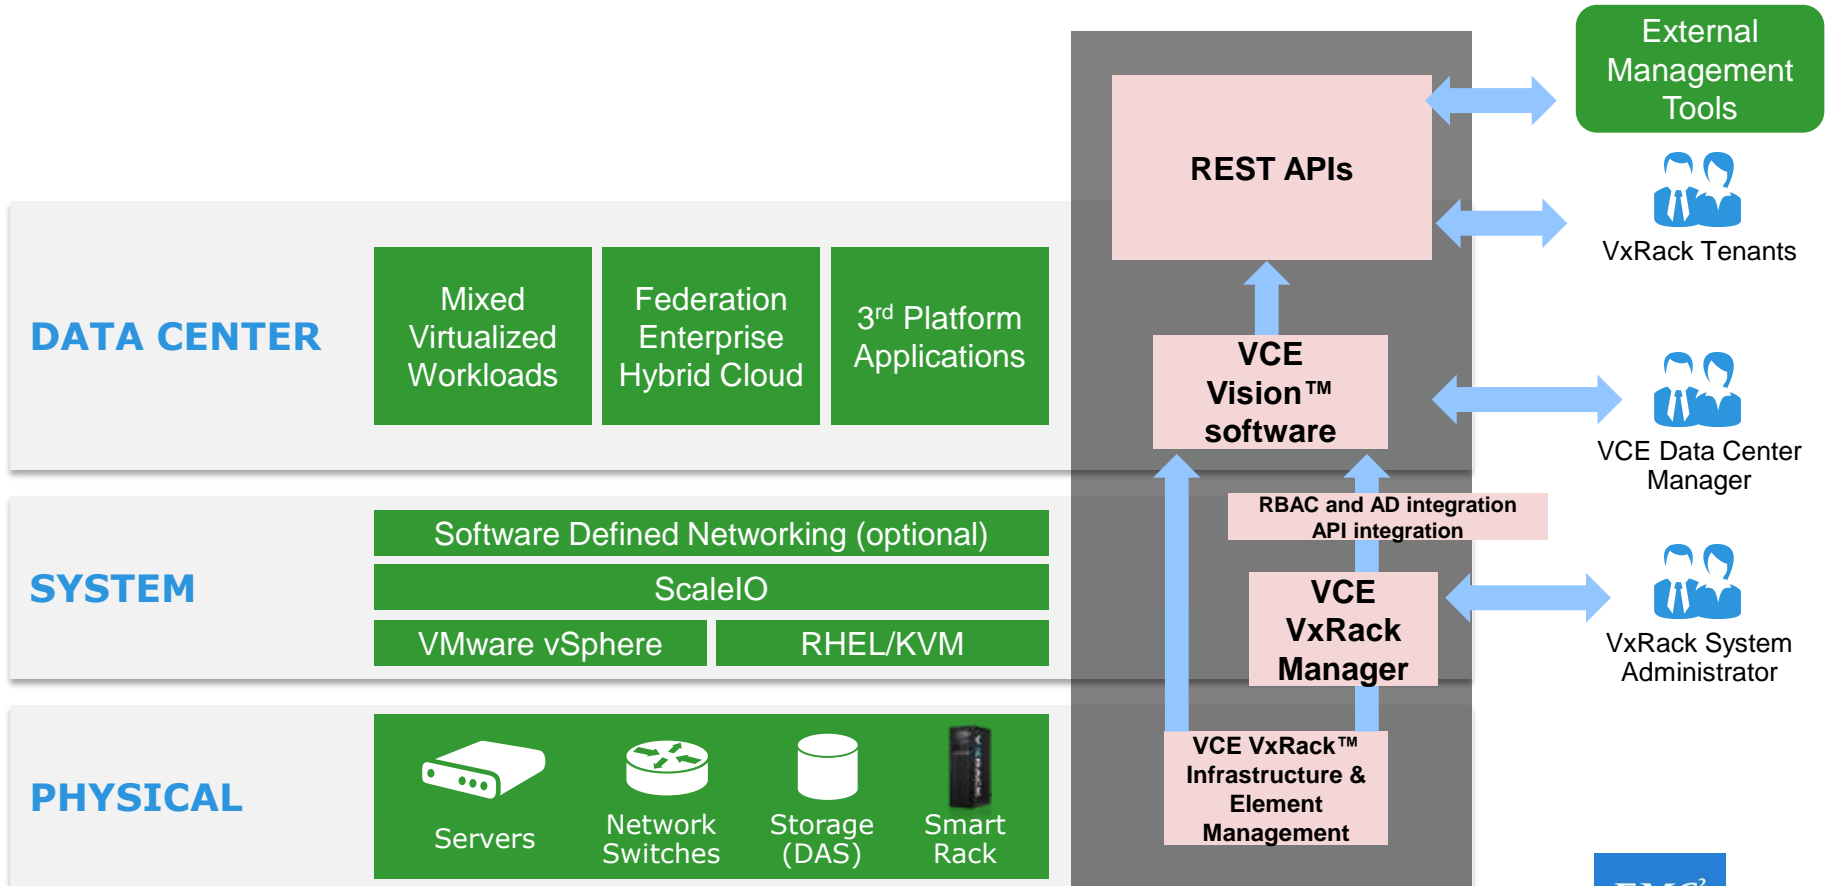 External
Management
Tools
REST APIs
VxRack Tenants
DATA CENTER
Mixed
Virtualized
Workloads
Federation
Enterprise
Hybrid Cloud
3rd Platform
Applications
VCE
Vision™
software
VCE Data Center
Manager
SYSTEM
Software Defined Networking (optional)
ScaleIO
VMware vSphere
RHEL/KVM
RBAC and AD integration
API integration
VCE
VxRack
Manager
VxRack System
Administrator
PHYSICAL
Servers
Network
Switches
Storage
(DAS)
Smart
Rack
VCE VxRack™
Infrastructure &
Element
Management
EMC²